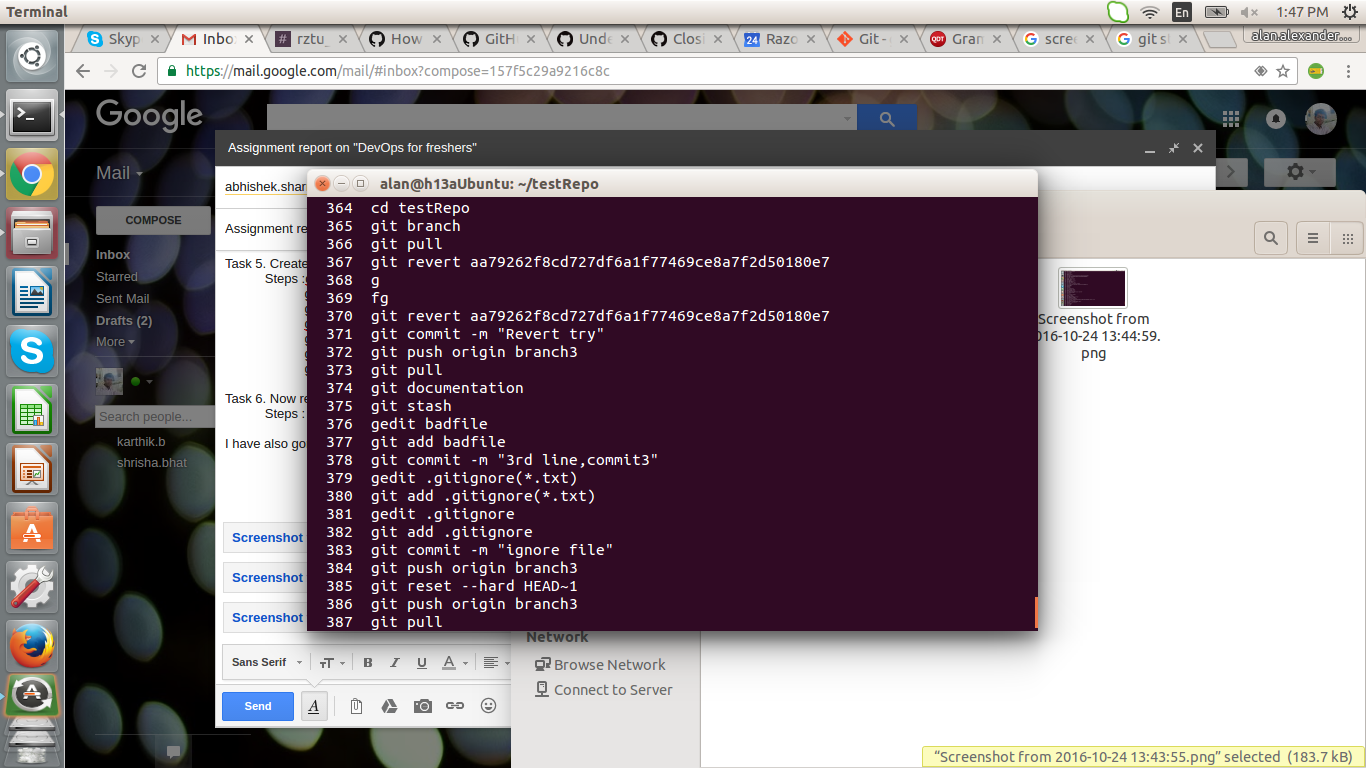 Terminal
En
1:47 PM
Skyp
Inbo
rztu_
How
GitH
Unde
Closi
24 Razo
Git -
QDT Gran
scree
git sl
alan.alexander....
https://mail.google.com/mail/#inbox?compose=157f5c29a9216c8c
Google
Mail
COMPOSE
Inbox
Starred
Sent Mail
Drafts (2)
More
Search people...
karthik.b
shrisha.bhat
Assignment report on "DevOps for freshers"
abhishek.shar
Assignment re
Task 5. Create
Steps :
Task 6. Now re
Steps :
I have also go
Screenshot
Screenshot
Screenshot
Sans Serif
Send
alan@h13aUbuntu: ~/testRepo
364 cd testRepo
365 git branch
366 git pull
367 git revert aa79262f8cd727df6a1f77469ce8a7f2d50180e7
368 g
369 fg
370 git revert aa79262f8cd727df6a1f77469ce8a7f2d50180e7
371 git commit -m "Revert try"
372 git push origin branch3
373 git pull
374 git documentation
375 git stash
376 gedit badfile
377 git add badfile
378 git commit -m "3rd line,commit3"
379 gedit .gitignore(*.txt)
380 git add .gitignore(*.txt)
381 gedit .gitignore
382 git add .gitignore
383 git commit -m "ignore file"
384 git push origin branch3
385 git reset --hard HEAD~1
386 git push origin branch3
387 git pull
Screenshot from
016-10-24 13:44:59.
png
Network
Browse Network
Connect to Server
“Screenshot from 2016-10-24 13:43:55.png” selected (183.7 kB)